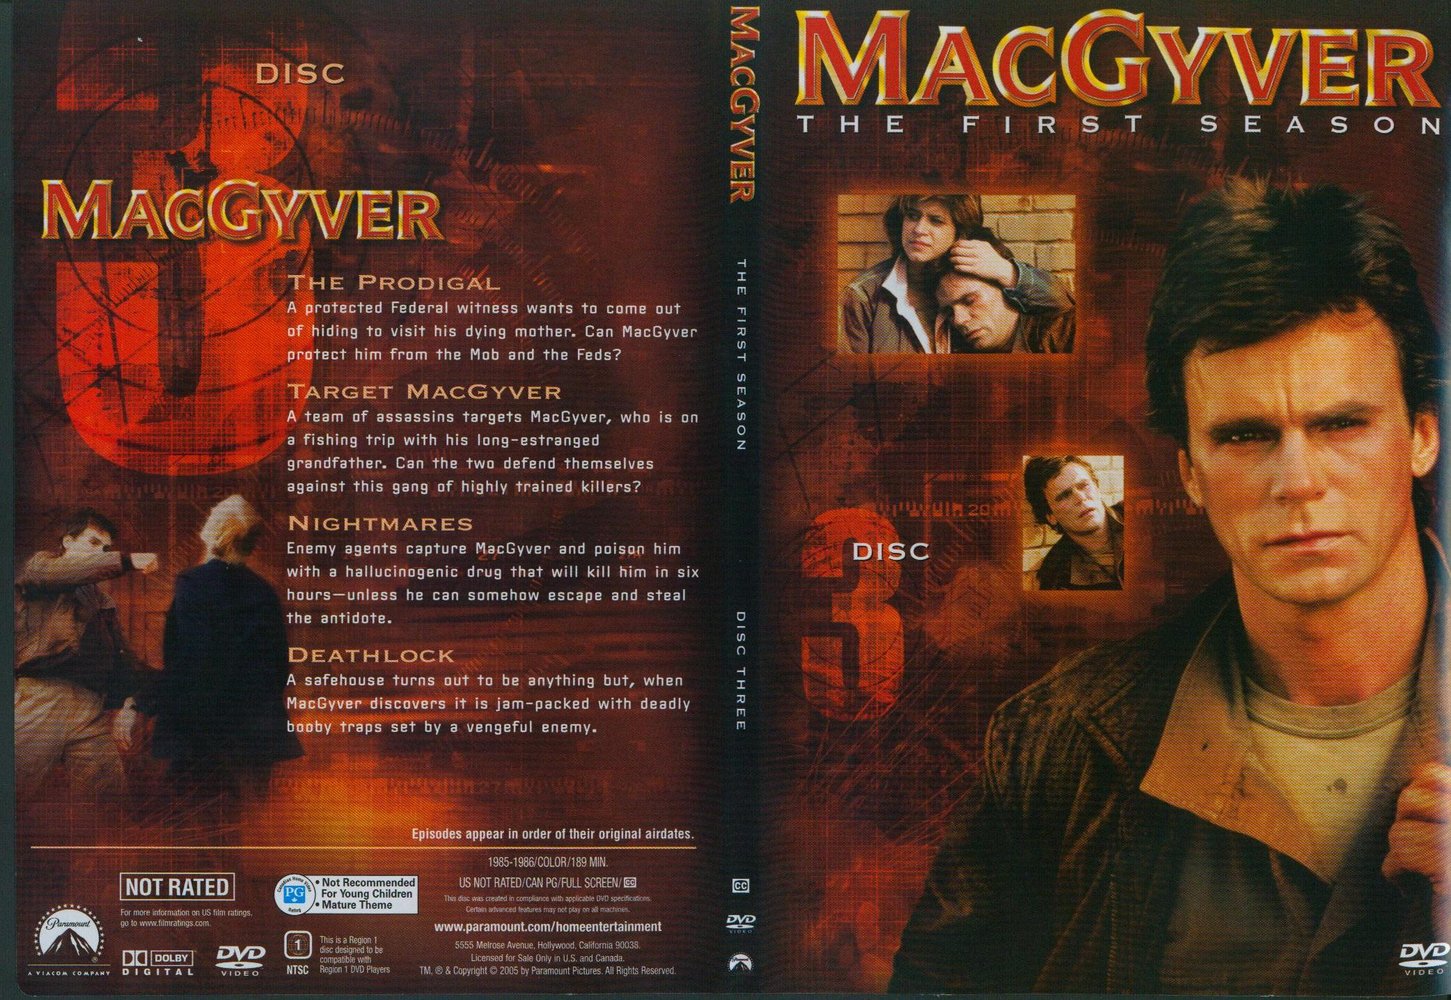 DISC
3
MACGYVER
THE PRODIGAL
A protected Federal witness wants to come out
of hiding to visit his dying mother. Can MacGyver
protect him from the Mob and the Feds?
TARGET MACGYVER
A team of assassins targets MacGyver, who is on
a fishing trip with his long-estranged
grandfather. Can the two defend themselves
against this gang of highly trained killers?
NIGHTMARES
Enemy agents capture MacGyver and poison him
with a hallucinogenic drug that will kill him in six
hours—unless he can somehow escape and steal
the antidote.
DEATHLOCK
A safehouse turns out to be anything but, when
MacGyver discovers it is jam-packed with deadly
booby traps set by a vengeful enemy.
Episodes appear in order of their original airdates.
1985-1986/COLOR/189 MIN.
US NOT RATED/CAN PG/FULL SCREEN/CC
This disc was created in compliance with applicable DVD specifications.
Certain advanced features may not play on all machines.
www.paramount.com/homeentertainment
5555 Melrose Avenue, Hollywood, California 90038.
Licensed for Sale Only in U.S. and Canada.
TM, ® & Copyright © 2005 by Paramount Pictures. All Rights Reserved.
NOT RATED
For more information on US film ratings,
go to www.filmratings.com.
Canadian Home Video
PG
Rating
• Not Recommended
For Young Children
• Mature Theme
Paramount
A VIACOM COMPANY
DOLBY
DIGITAL
DVD
VIDEO
1
NTSC
This is a Region 1
disc designed to be
compatible with
Region 1 DVD Players
MACGYVER
THE FIRST SEASON
DISC THREE
CC
DVD
VIDEO
MACGYVER
THE FIRST SEASON
DISC
3
DVD
VIDEO